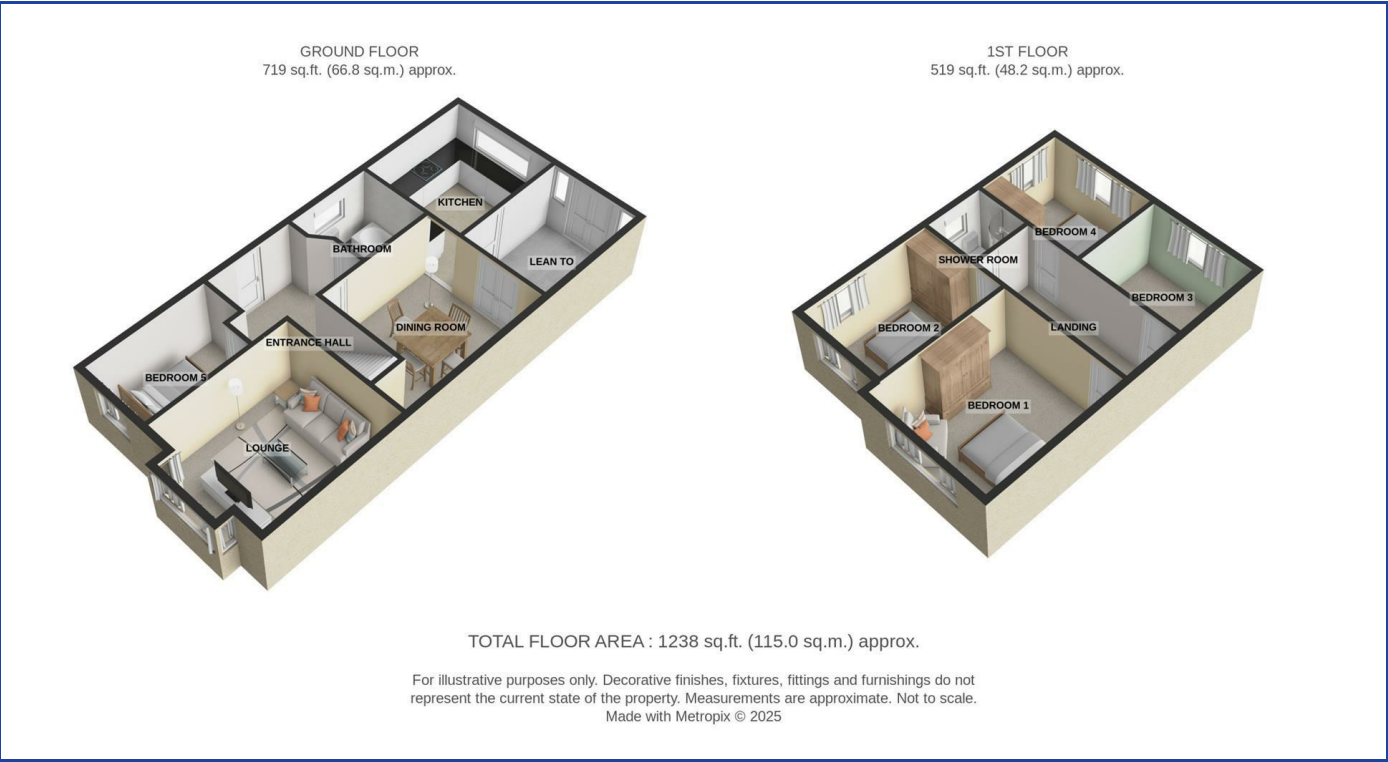 GROUND FLOOR
719 sq.ft. (66.8 sq.m.) approx.
KITCHEN
BATHROOM
LEAN TO
DINING ROOM
ENTRANCE HALL
BEDROOM 5
LOUNGE
1ST FLOOR
519 sq.ft. (48.2 sq.m.) approx.
BEDROOM 4
SHOWER ROOM
BEDROOM 3
BEDROOM 2
LANDING
BEDROOM 1
TOTAL FLOOR AREA : 1238 sq.ft. (115.0 sq.m.) approx.
For illustrative purposes only. Decorative finishes, fixtures, fittings and furnishings do not
represent the current state of the property. Measurements are approximate. Not to scale.
Made with Metropix © 2025